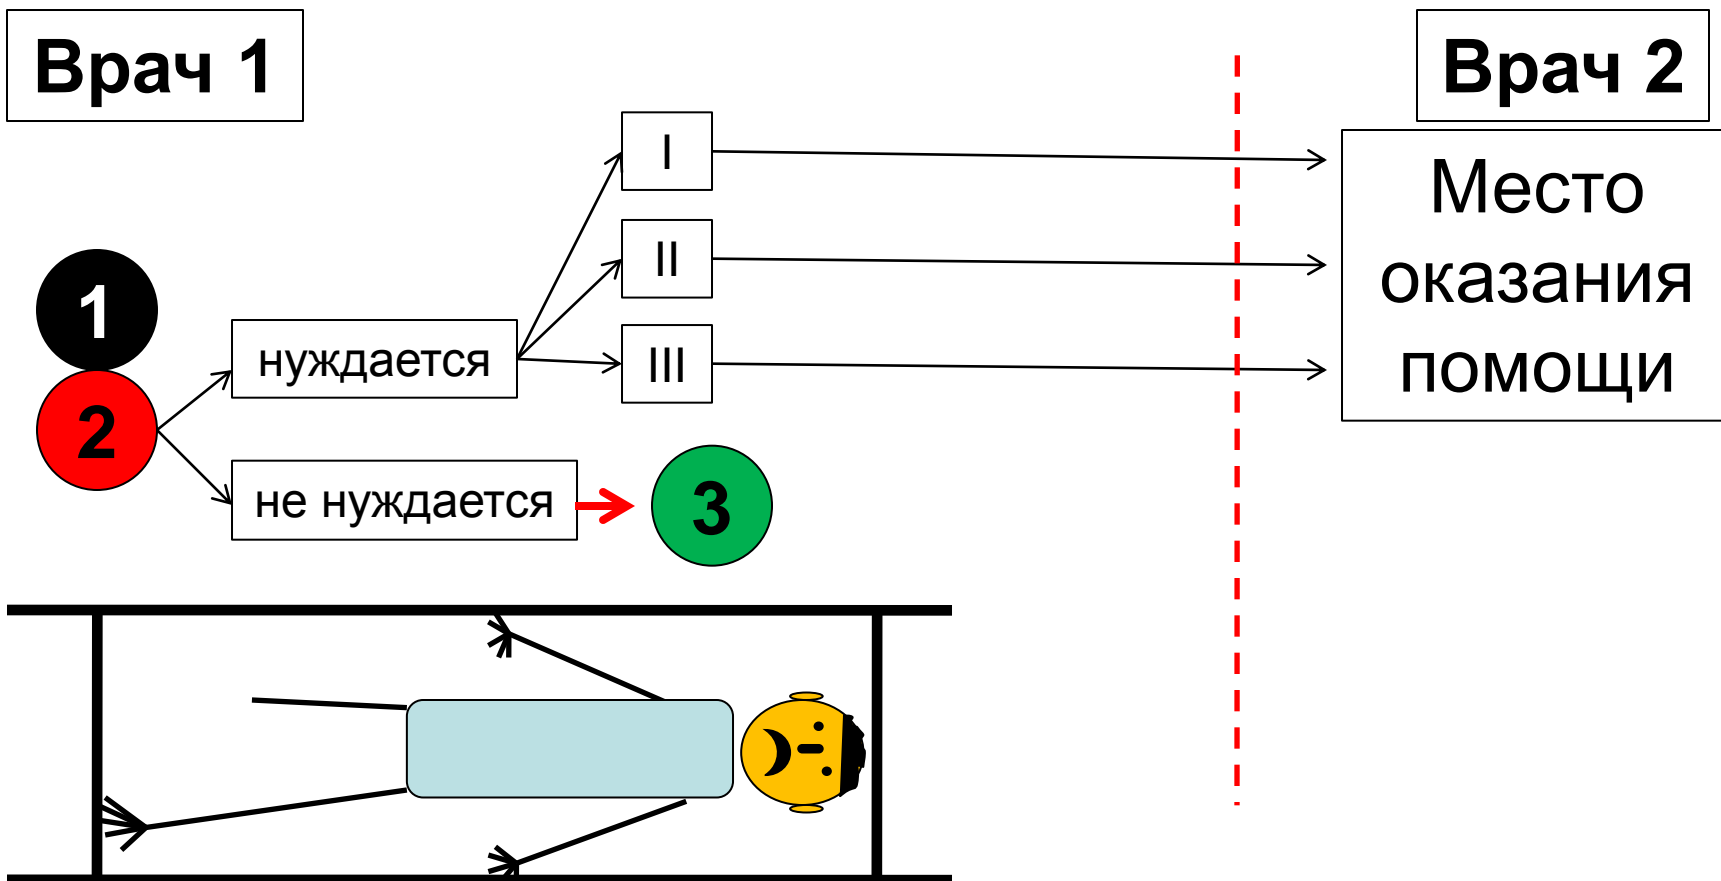 Врач 1
Врач 2
I
Место
оказания
помощи
II
1
нуждается
III
2
не нуждается
3